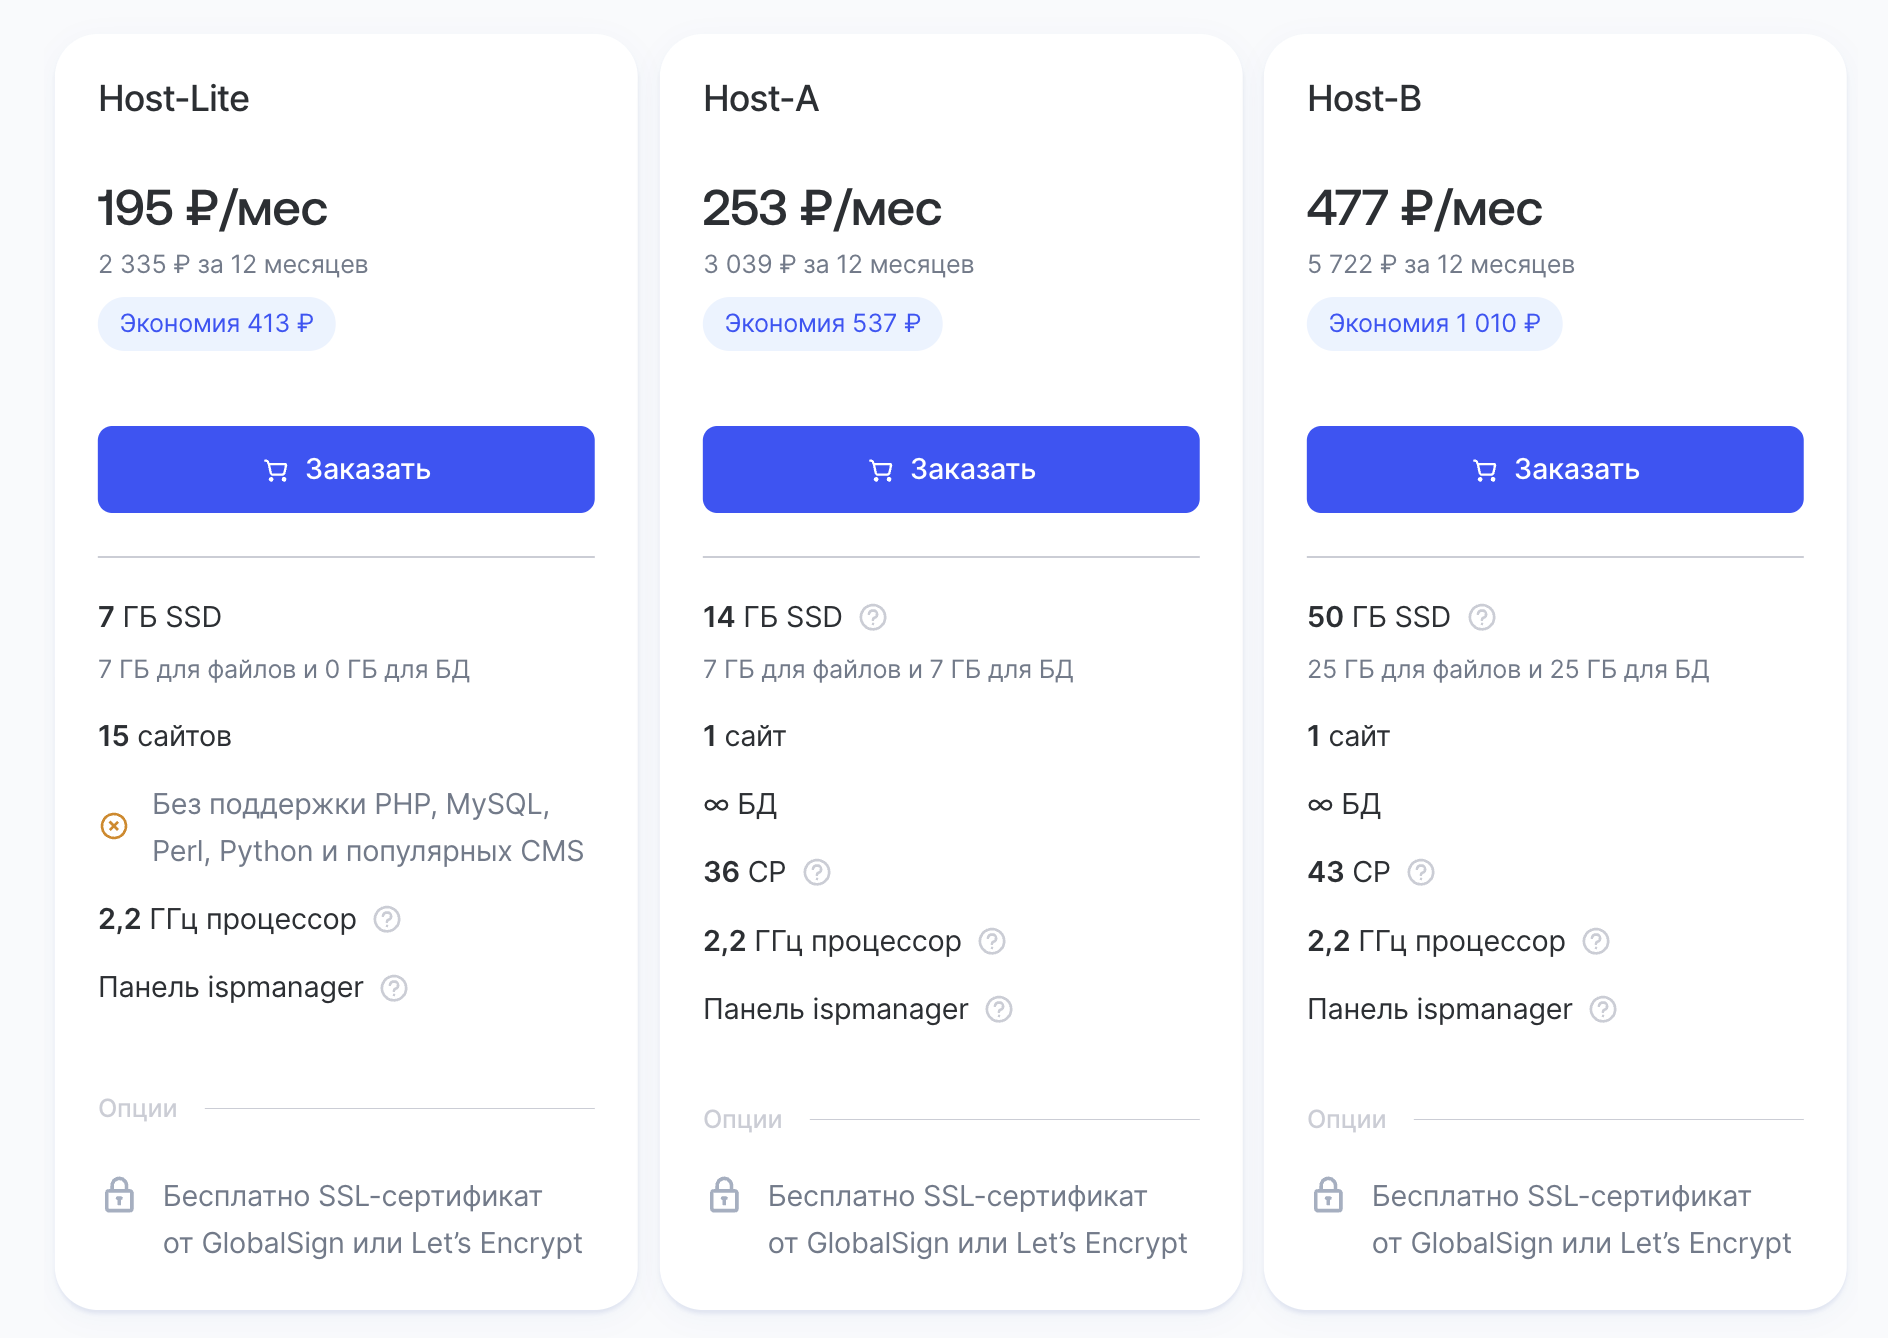 Host-Lite
195 ₽/мес
2 335 ₽ за 12 месяцев
Экономия 413 ₽
Заказать
7 ГБ SSD
7 ГБ для файлов и 0 ГБ для БД
15 сайтов
Без поддержки PHP, MySQL,
Perl, Python и популярных CMS
2,2 ГГц процессор
Панель ispmanager
Опции
Бесплатно SSL-сертификат
от GlobalSign или Let’s Encrypt
Host-A
253 ₽/мес
3 039 ₽ за 12 месяцев
Экономия 537 ₽
Заказать
14 ГБ SSD
7 ГБ для файлов и 7 ГБ для БД
1 сайт
∞ БД
36 CP
2,2 ГГц процессор
Панель ispmanager
Опции
Бесплатно SSL-сертификат
от GlobalSign или Let’s Encrypt
Host-B
477 ₽/мес
5 722 ₽ за 12 месяцев
Экономия 1 010 ₽
Заказать
50 ГБ SSD
25 ГБ для файлов и 25 ГБ для БД
1 сайт
∞ БД
43 CP
2,2 ГГц процессор
Панель ispmanager
Опции
Бесплатно SSL-сертификат
от GlobalSign или Let’s Encrypt